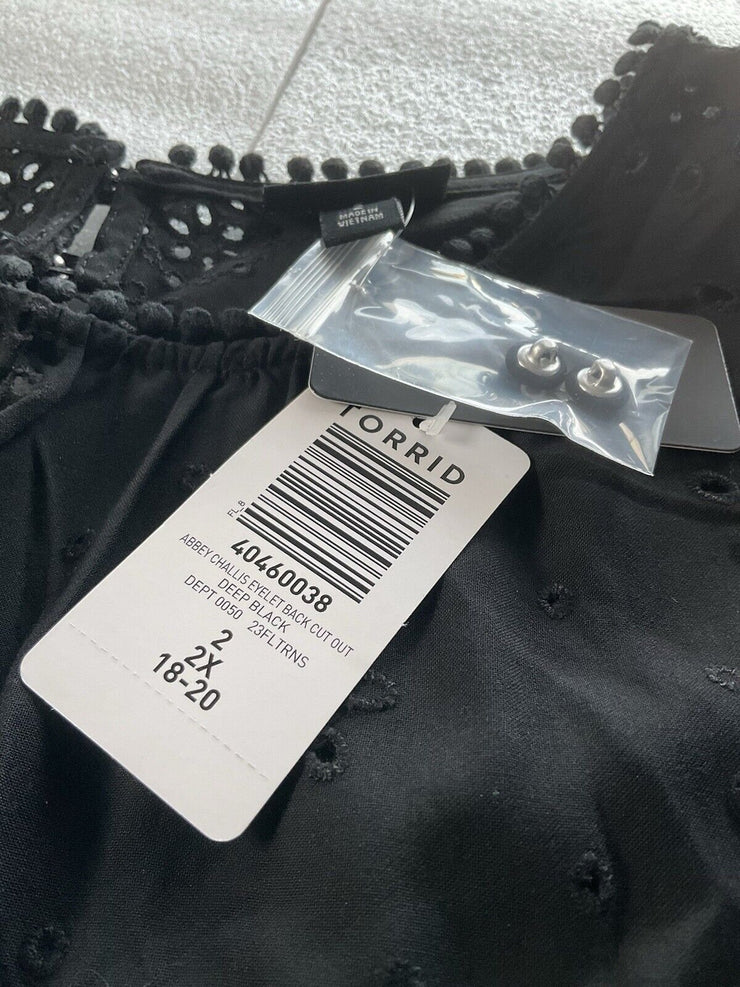 MADE IN
VIETNAM
TORRID
FL_8
40460038
ABBEY CHALLIS EYELET BACK CUT OUT
DEEP BLACK
DEPT 0050 23FLTRNS
2
2X
18-20